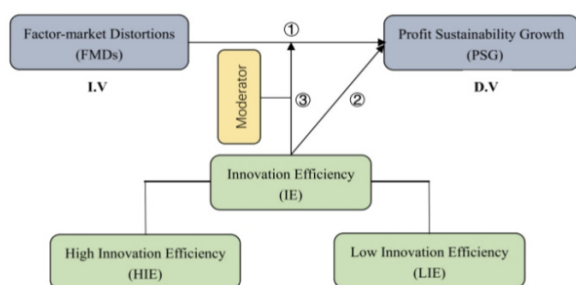 Factor-market Distortions
(FMDs)
①
Profit Sustainability Growth
(PSG)
I.V
D.V
Moderator
③
②
Innovation Efficiency
(IE)
High Innovation Efficiency
(HIE)
Low Innovation Efficiency
(LIE)